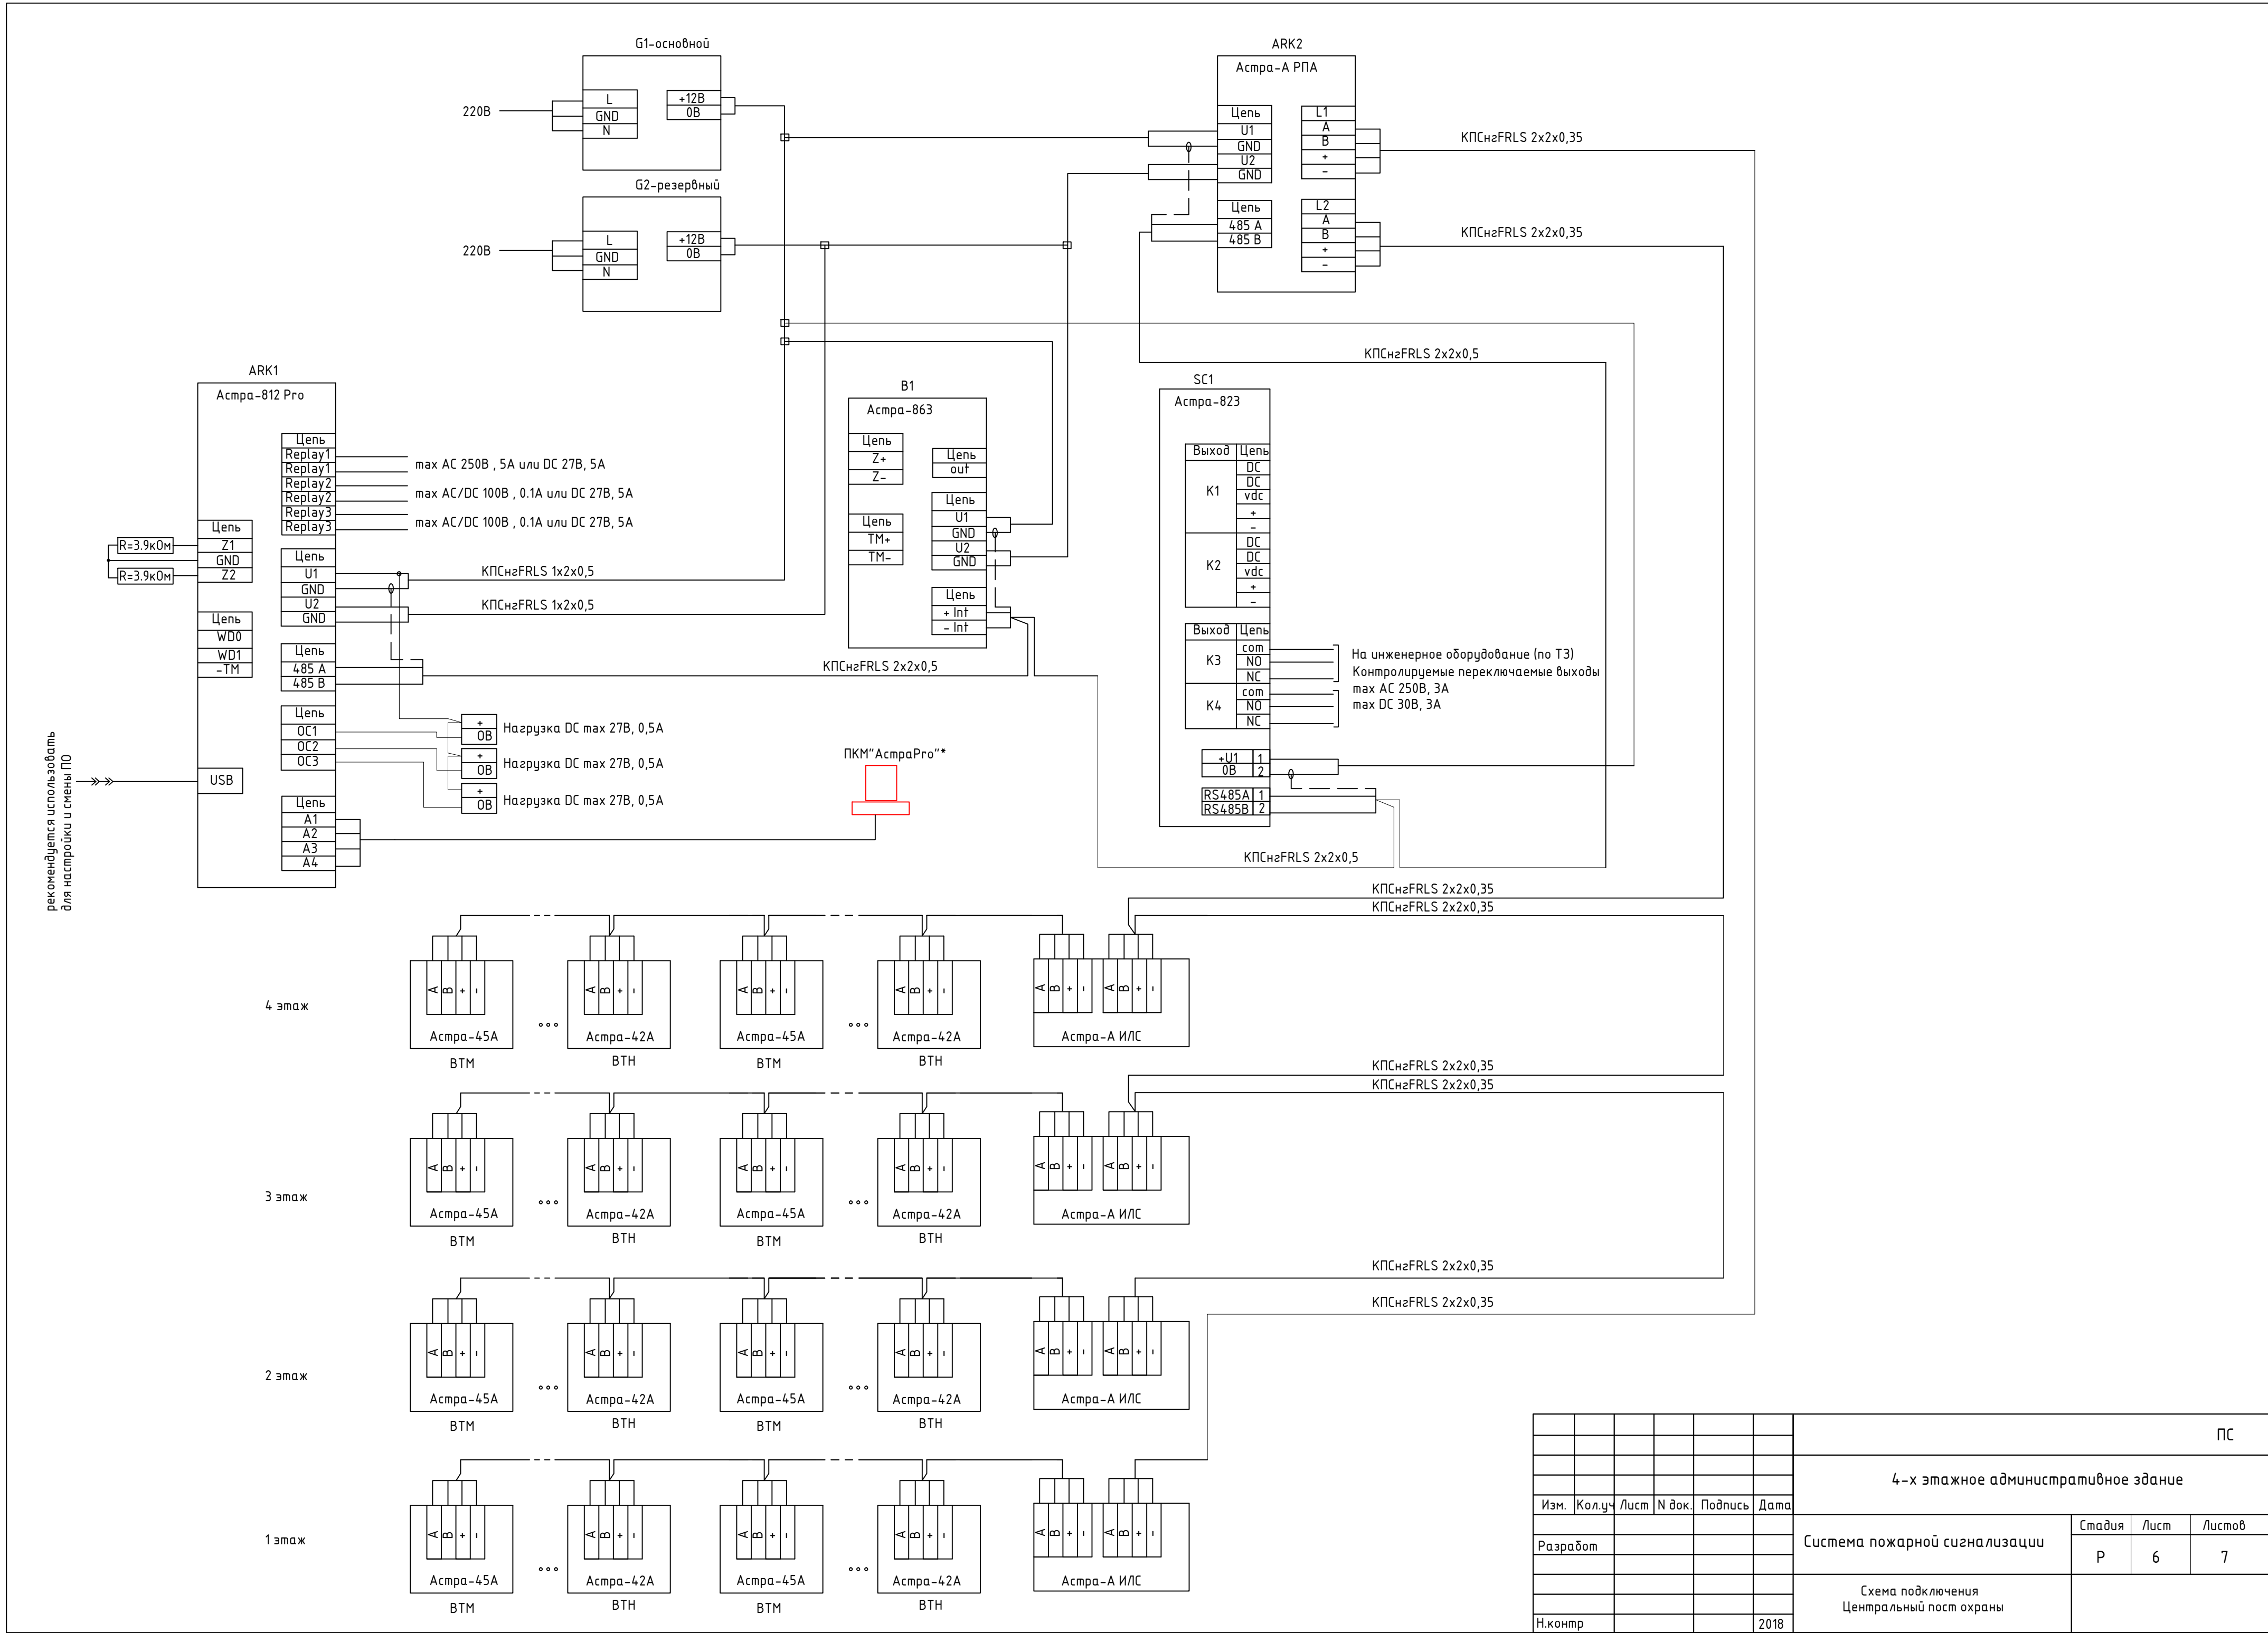 G1-основной
220В
L
GND
N
+12В
0В
G2-резервный
220В
L
GND
N
+12В
0В
ARK2
Астра-А РПА
Цепь
U1
GND
U2
GND
Цепь
485 A
485 B
L1
A
B
+
-
L2
A
B
+
-
КПСнгFRLS 2x2x0,35
КПСнгFRLS 2x2x0,35
КПСнгFRLS 2x2x0,5
ARK1
Астра-812 Pro
Цепь
Replay1
Replay1
Replay2
Replay2
Replay3
Replay3
max AC 250В , 5А или DC 27В, 5А
max AC/DC 100В , 0.1А или DC 27В, 5А
max AC/DC 100В , 0.1А или DC 27В, 5А
R=3.9кОм
R=3.9кОм
Цепь
Z1
GND
Z2
Цепь
U1
GND
U2
GND
КПСнгFRLS 1x2x0,5
КПСнгFRLS 1x2x0,5
Цепь
WD0
WD1
-TM
Цепь
485 A
485 B
КПСнгFRLS 2x2x0,5
Цепь
OC1
OC2
OC3
+
0В
Нагрузка DC max 27В, 0,5А
+
0В
Нагрузка DC max 27В, 0,5А
+
0В
Нагрузка DC max 27В, 0,5А
USB
рекомендуется использовать
для настройки и смены ПО
Цепь
A1
A2
A3
A4
ПКМ"АстраPro"*
B1
Астра-863
Цепь
Z+
Z-
Цепь
out
Цепь
TM+
TM-
Цепь
U1
GND
U2
GND
Цепь
+ Int
- Int
SC1
Астра-823
Выход Цепь
K1
DC
DC
vdc
+
-
K2
DC
DC
vdc
+
-
Выход Цепь
K3
com
NO
NC
K4
com
NO
NC
На инженерное оборудование (по ТЗ)
Контролируемые переключаемые выходы
max AC 250В, 3А
max DC 30В, 3А
+U1 1
0В 2
RS485A 1
RS485B 2
КПСнгFRLS 2x2x0,5
КПСнгFRLS 2x2x0,35
КПСнгFRLS 2x2x0,35
4 этаж
A B + -
Астра-45А
ВТМ
A B + -
Астра-42А
ВТН
A B + -
Астра-45А
ВТМ
A B + -
Астра-42А
ВТН
A B + - A B + -
Астра-А ИЛС
КПСнгFRLS 2x2x0,35
КПСнгFRLS 2x2x0,35
3 этаж
A B + -
Астра-45А
ВТМ
A B + -
Астра-42А
ВТН
A B + -
Астра-45А
ВТМ
A B + -
Астра-42А
ВТН
A B + - A B + -
Астра-А ИЛС
КПСнгFRLS 2x2x0,35
КПСнгFRLS 2x2x0,35
2 этаж
A B + -
Астра-45А
ВТМ
A B + -
Астра-42А
ВТН
A B + -
Астра-45А
ВТМ
A B + -
Астра-42А
ВТН
A B + - A B + -
Астра-А ИЛС
1 этаж
A B + -
Астра-45А
ВТМ
A B + -
Астра-42А
ВТН
A B + -
Астра-45А
ВТМ
A B + -
Астра-42А
ВТН
A B + - A B + -
Астра-А ИЛС
ПС
4-х этажное административное здание
Изм. Кол.уч Лист N док. Подпись Дата
Разработ
Система пожарной сигнализации
Стадия Лист Листов
Р 6 7
Схема подключения
Центральный пост охраны
Н.контр 2018